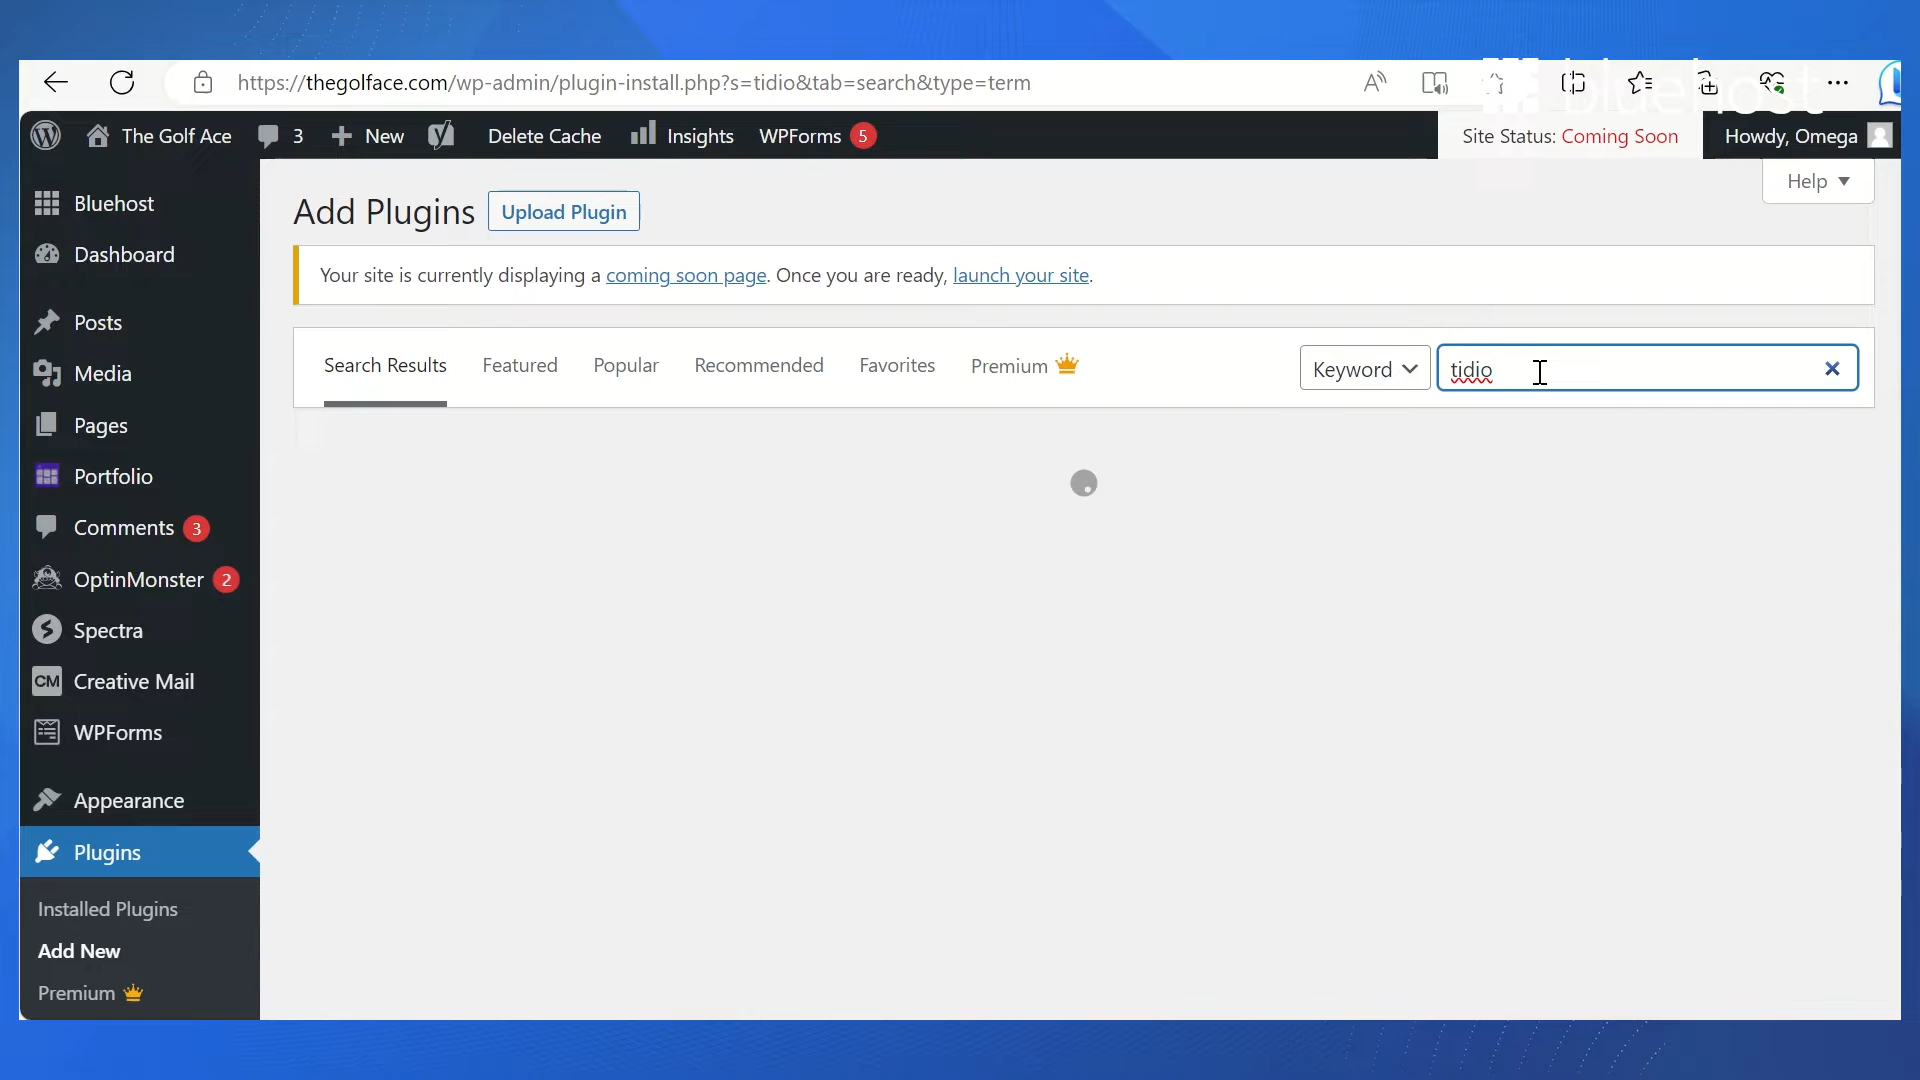 https://thegolface.com/wp-admin/plugin-install.php?s=tidio&tab=search&type=term
bluehost
The Golf Ace 3 New Delete Cache Insights WPForms 5 Site Status: Coming Soon Howdy, Omega
Help
Bluehost
Dashboard
Posts
Media
Pages
Portfolio
Comments 3
OptinMonster 2
Spectra
CM Creative Mail
WPForms
Appearance
Plugins
Installed Plugins
Add New
Premium
Add Plugins Upload Plugin
Your site is currently displaying a coming soon page. Once you are ready, launch your site.
Search Results Featured Popular Recommended Favorites Premium Keyword tidio